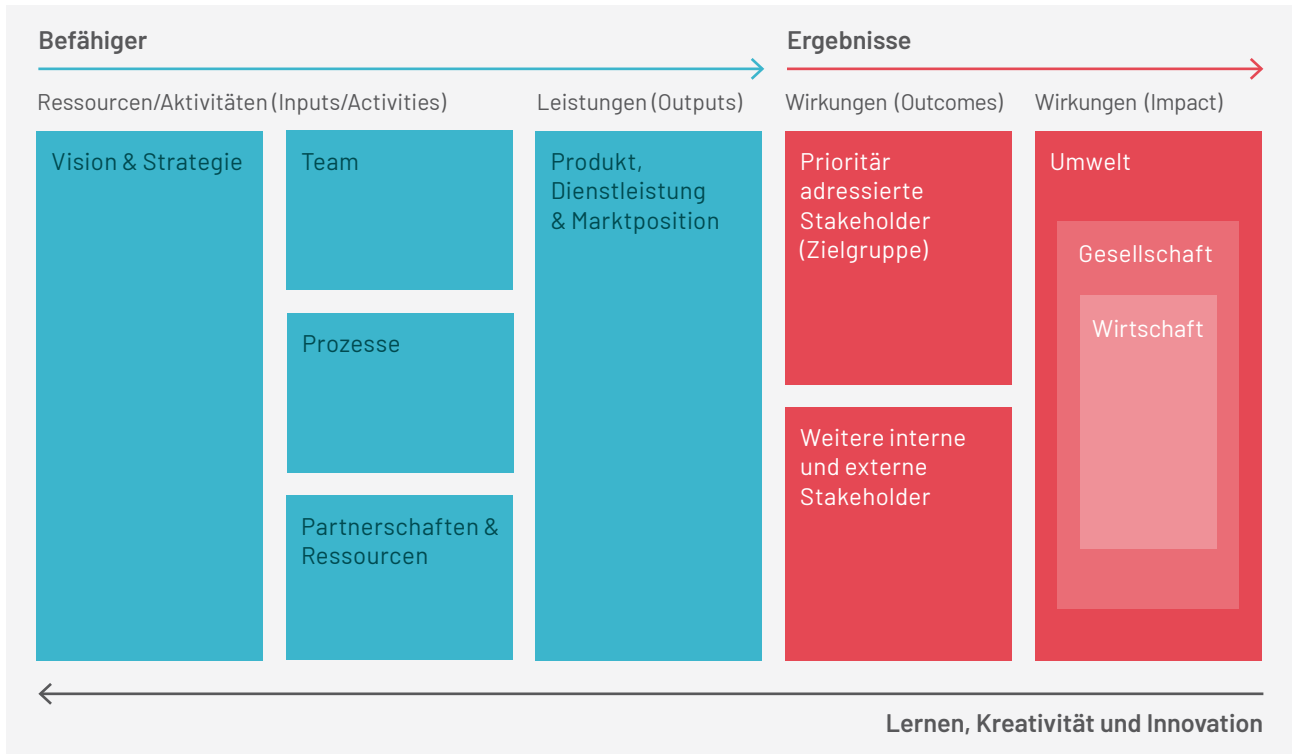 Befähiger
Ergebnisse
Ressourcen/Aktivitäten (Inputs/Activities)
Leistungen (Outputs)
Wirkungen (Outcomes)
Wirkungen (Impact)
Vision & Strategie
Team
Prozesse
Partnerschaften &
Ressourcen
Produkt,
Dienstleistung
& Marktposition
Prioritär
adressierte
Stakeholder
(Zielgruppe)
Weitere interne
und externe
Stakeholder
Umwelt
Gesellschaft
Wirtschaft
Lernen, Kreativität und Innovation